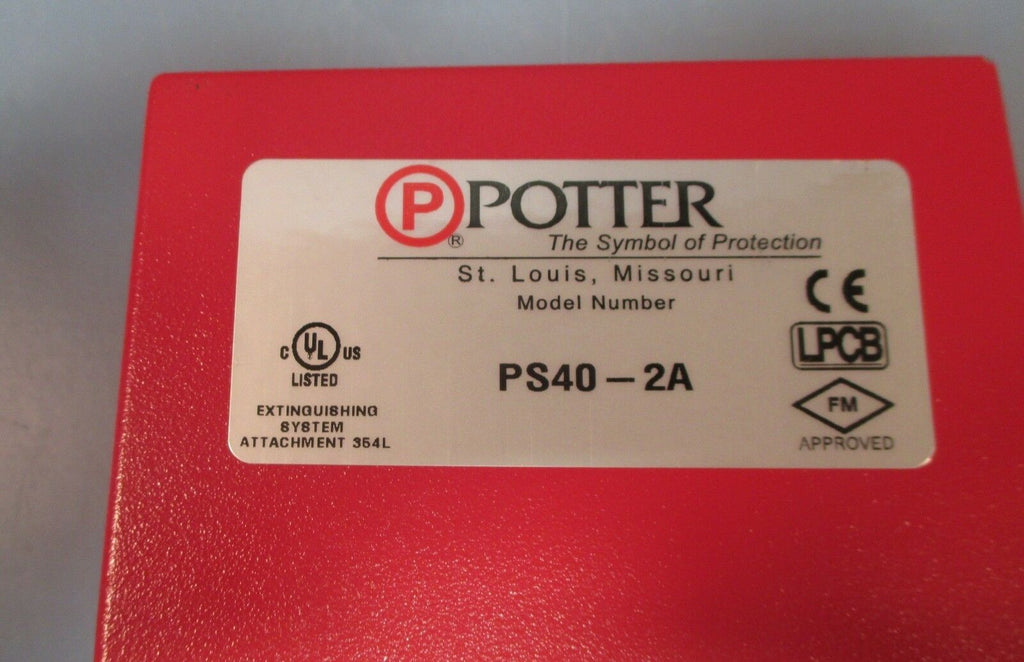 P POTTER
®
The Symbol of Protection
St. Louis, Missouri
Model Number
CE
LPCB
C UL US
LISTED
PS40-2A
FM
APPROVED
EXTINGUISHING
SYSTEM
ATTACHMENT 354L